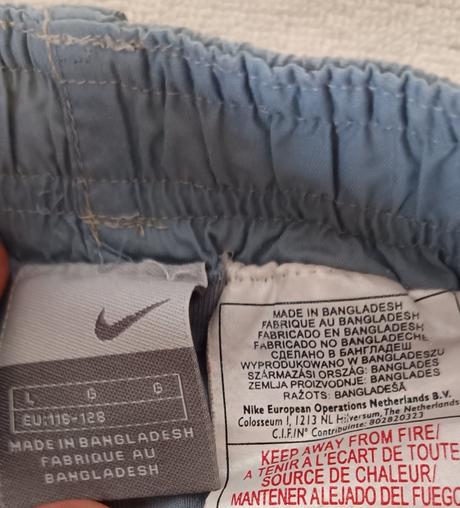 L G G
EU:116-128
MADE IN BANGLADESH
FABRIQUE AU
BANGLADESH
MADE IN BANGLADESH
FABRIQUE AU BANGLADESH
FABRICADO EN BANGLADESH
FABRICADO NO BANGLADECHE
СДЕЛАНО В БАНГЛАДЕШ
WYPRODUKOWANO W BANGLADESZU
SZÁRMAZÁSI ORSZÁG: BANGLADES
ZEMLJA PROIZVODNJE: BANGLADES
RAŽOTS: BANGLADEŠĀ
Nike European Operations Netherlands B.V.
Colosseum 1, 1213 NL Hilversum, The Netherlands
C.I.F./N° Contribuinte: 802820323
KEEP AWAY FROM FIRE/
A TENIR À L'ÉCART DE TOUTE
SOURCE DE CHALEUR/
MANTENER ALEJADO DEL FUEGO